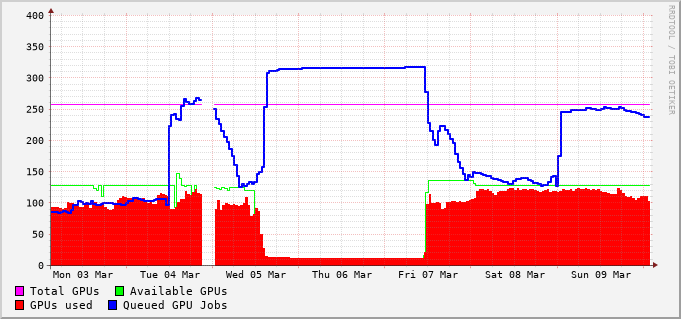 400
350
300
250
200
150
100
50
0
Mon 03 Mar Tue 04 Mar Wed 05 Mar Thu 06 Mar Fri 07 Mar Sat 08 Mar Sun 09 Mar
Total GPUs Available GPUs
GPUs used Queued GPU Jobs
RRDTOOL / TOBI OETIKER